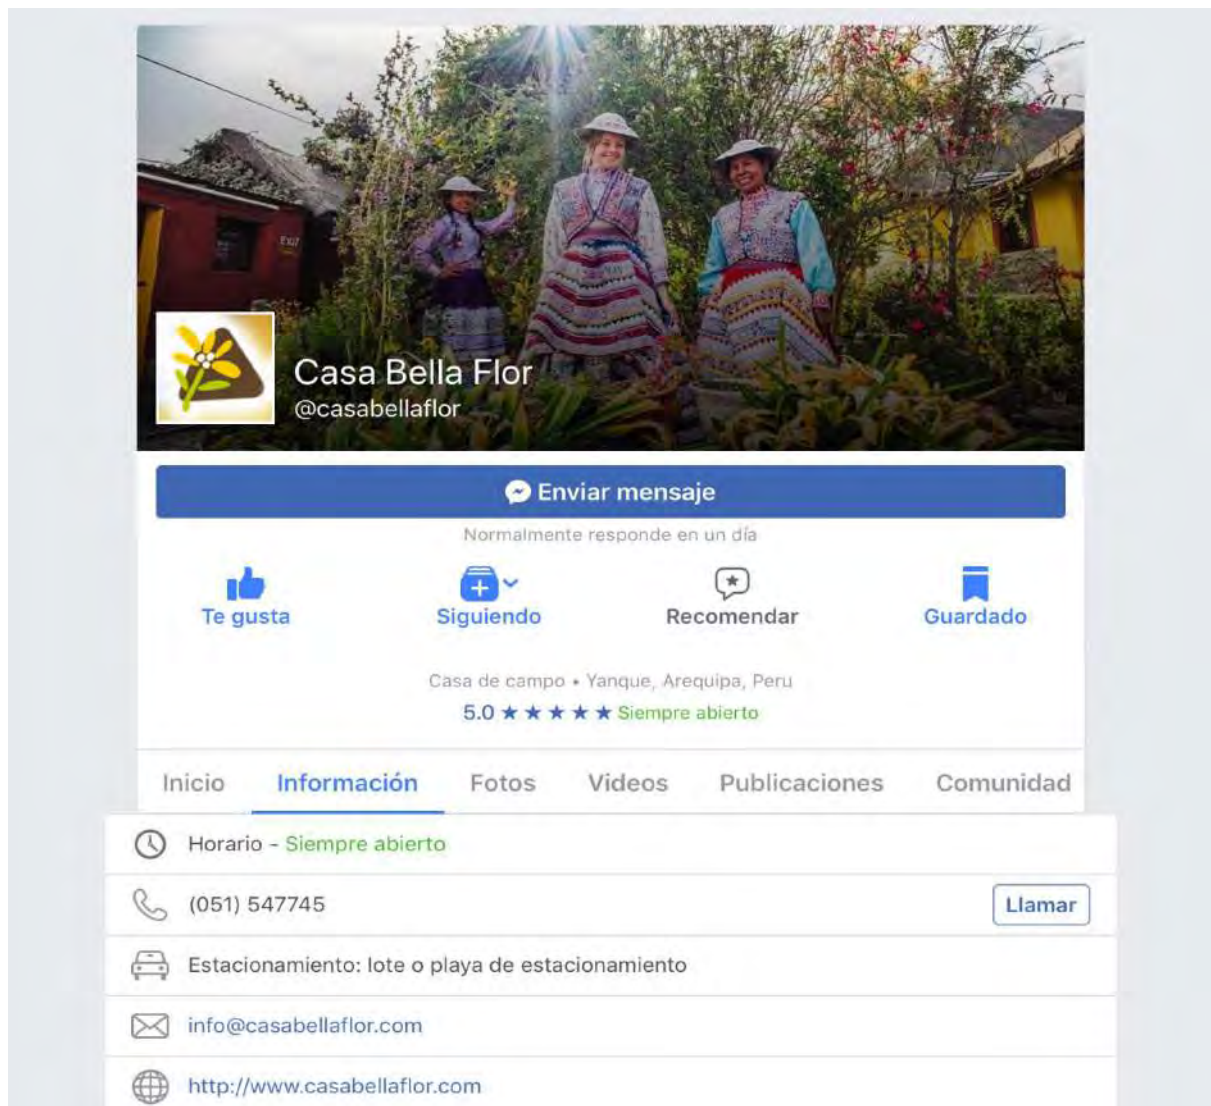 EXIT
Casa Bella Flor
@casabellaflor
Enviar mensaje
Normalmente responde en un día
Te gusta
Siguiendo
Recomendar
Guardado
Casa de campo • Yanque, Arequipa, Peru
5.0 ★ ★ ★ ★ ★ Siempre abierto
Inicio Información Fotos Videos Publicaciones Comunidad
Horario - Siempre abierto
(051) 547745 Llamar
Estacionamiento: lote o playa de estacionamiento
info@casabellaflor.com
http://www.casabellaflor.com